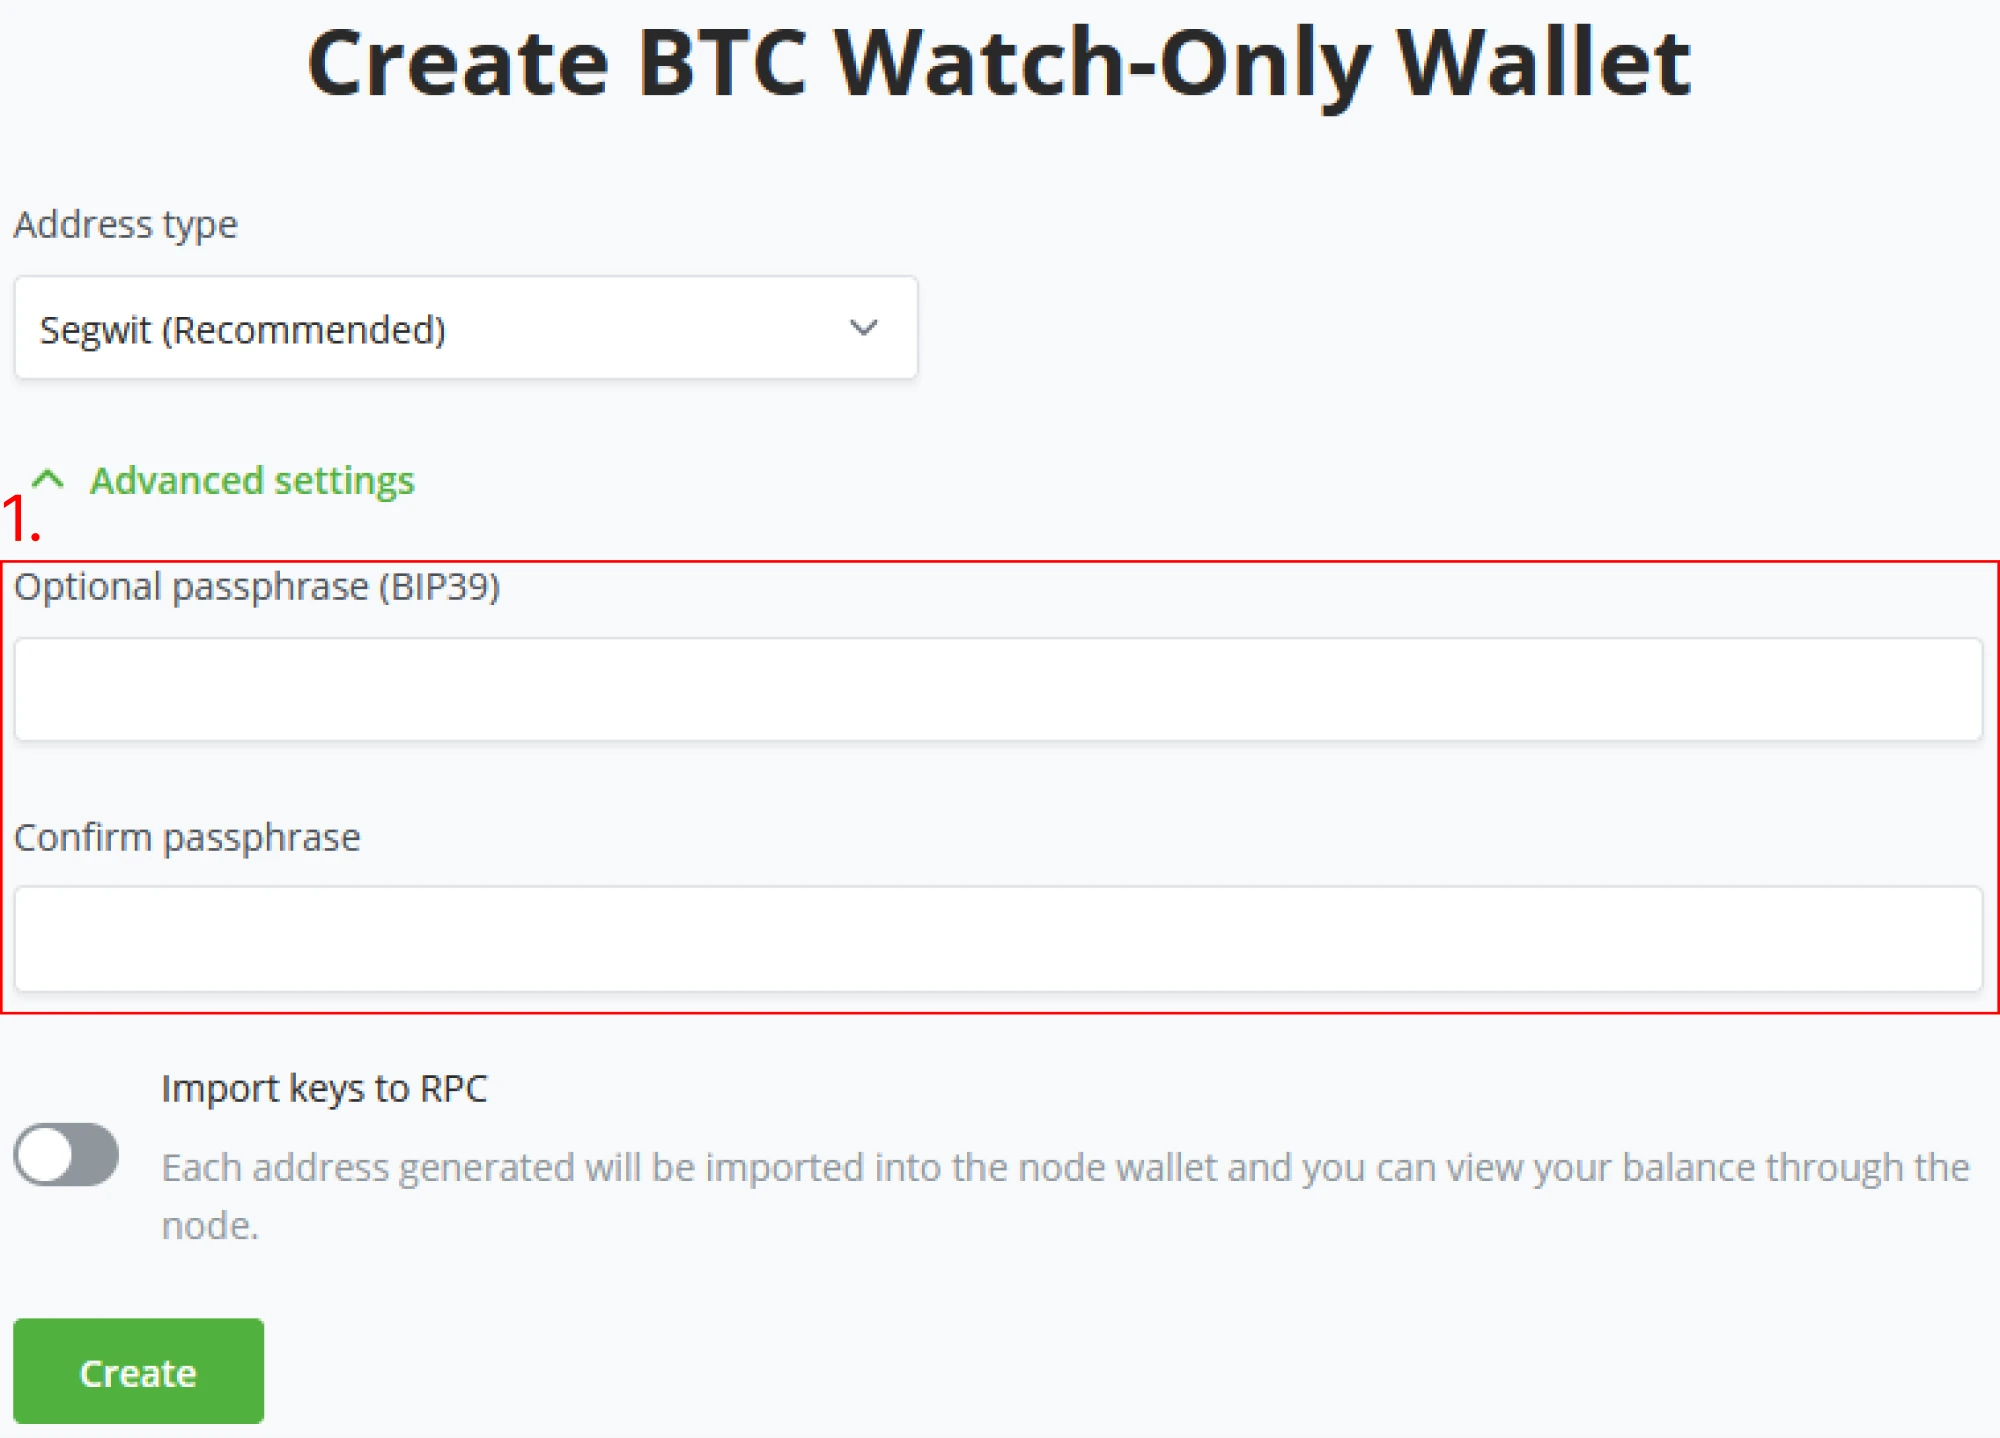 Create BTC Watch-Only Wallet
Address type
Segwit (Recommended)
Advanced settings
1.
Optional passphrase (BIP39)
Confirm passphrase
Import keys to RPC
Each address generated will be imported into the node wallet and you can view your balance through the
node.
Create